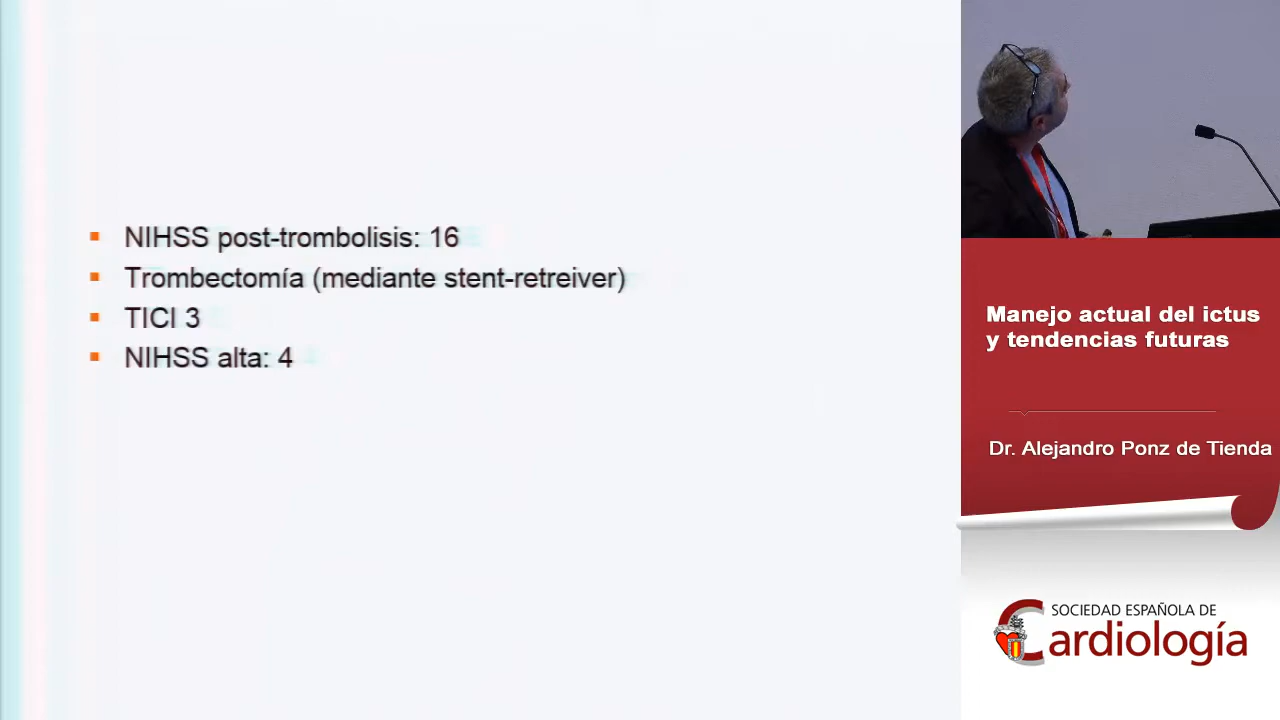 NIHSS post-trombolisis: 16
Trombectomía (mediante stent-retreiver)
TICI 3
NIHSS alta: 4
Manejo actual del ictus
y tendencias futuras
Dr. Alejandro Ponz de Tienda
SOCIEDAD ESPAÑOLA DE
Cardiología